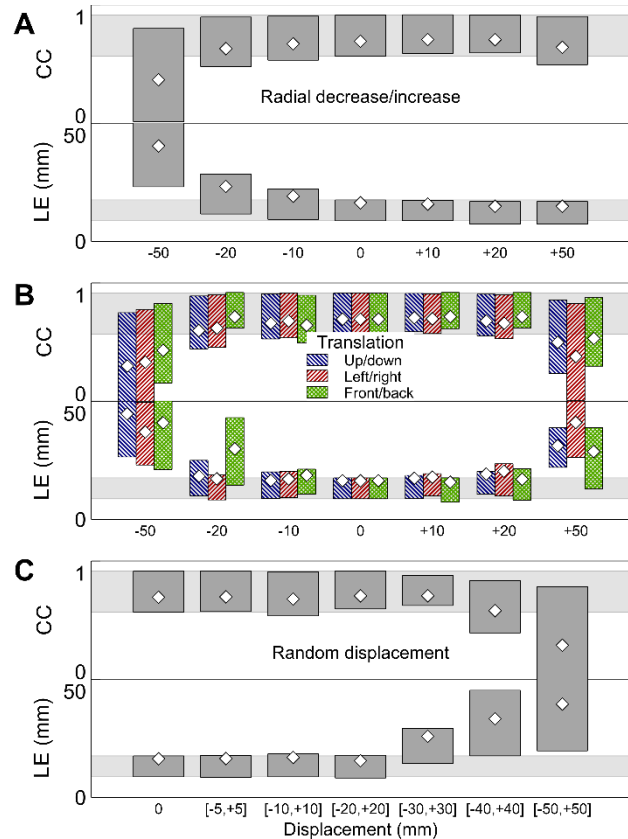 A
1
CC
0
Radial decrease/increase
50
LE (mm)
0
-50 -20 -10 0 +10 +20 +50
B
1
CC
0
Translation
Up/down
Left/right
Front/back
50
LE (mm)
0
-50 -20 -10 0 +10 +20 +50
C
1
CC
0
Random displacement
50
LE (mm)
0
0 [-5,+5] [-10,+10] [-20,+20] [-30,+30] [-40,+40] [-50,+50]
Displacement (mm)